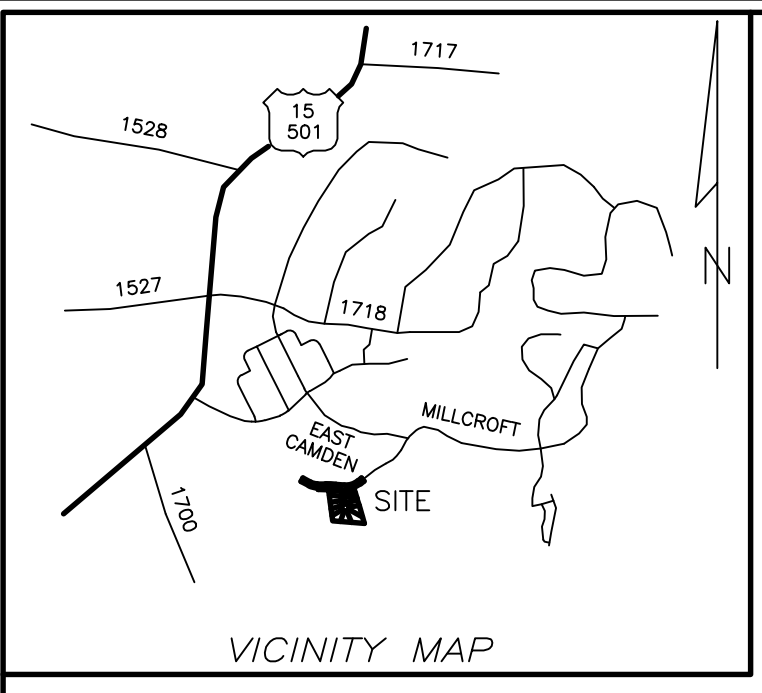 1717
15
501
1528
N
1527
1718
MILLCROFT
EAST
CAMDEN
SITE
1700
VICINITY MAP